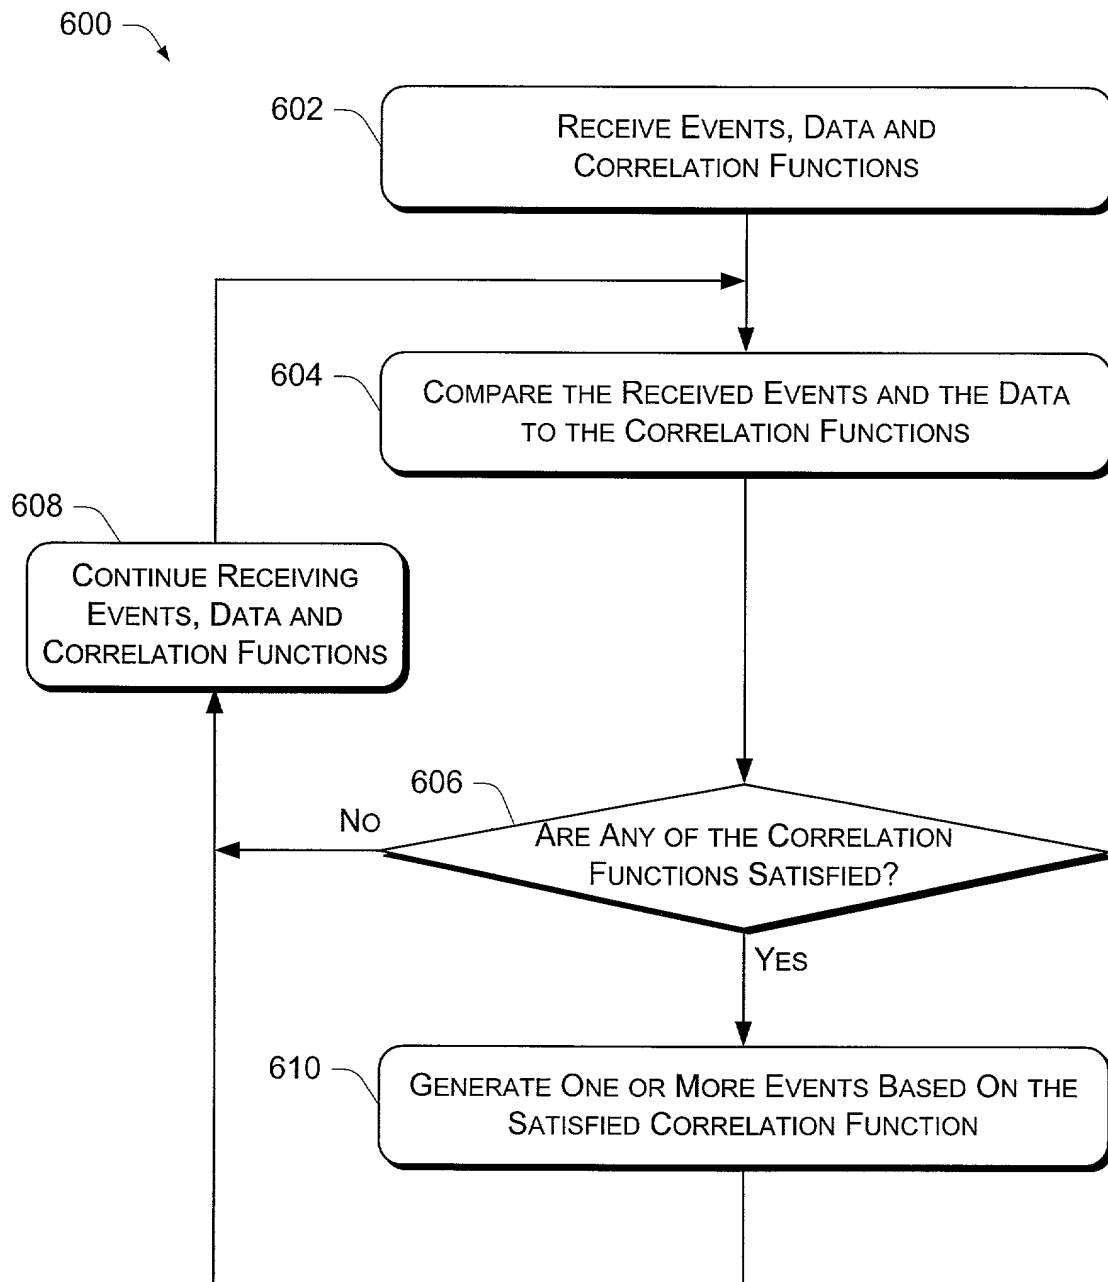 600
602
RECEIVE EVENTS, DATA AND
CORRELATION FUNCTIONS
604
COMPARE THE RECEIVED EVENTS AND THE DATA
TO THE CORRELATION FUNCTIONS
608
CONTINUE RECEIVING
EVENTS, DATA AND
CORRELATION FUNCTIONS
606
NO
ARE ANY OF THE CORRELATION
FUNCTIONS SATISFIED?
YES
610
GENERATE ONE OR MORE EVENTS BASED ON THE
SATISFIED CORRELATION FUNCTION